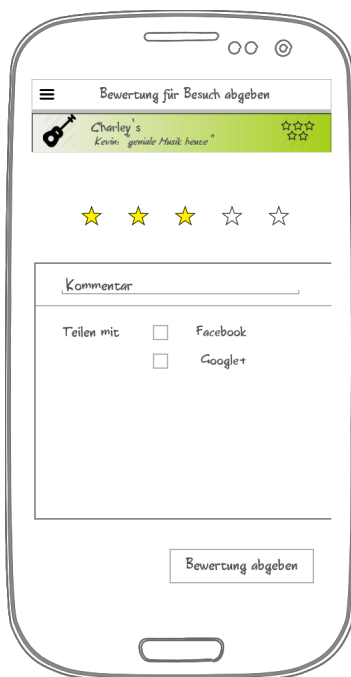 Bewertung für Besuch abgeben
Charley's
Kevin: "geniale Musik heute"
Kommentar
Teilen mit
Facebook
Google+
Bewertung abgeben